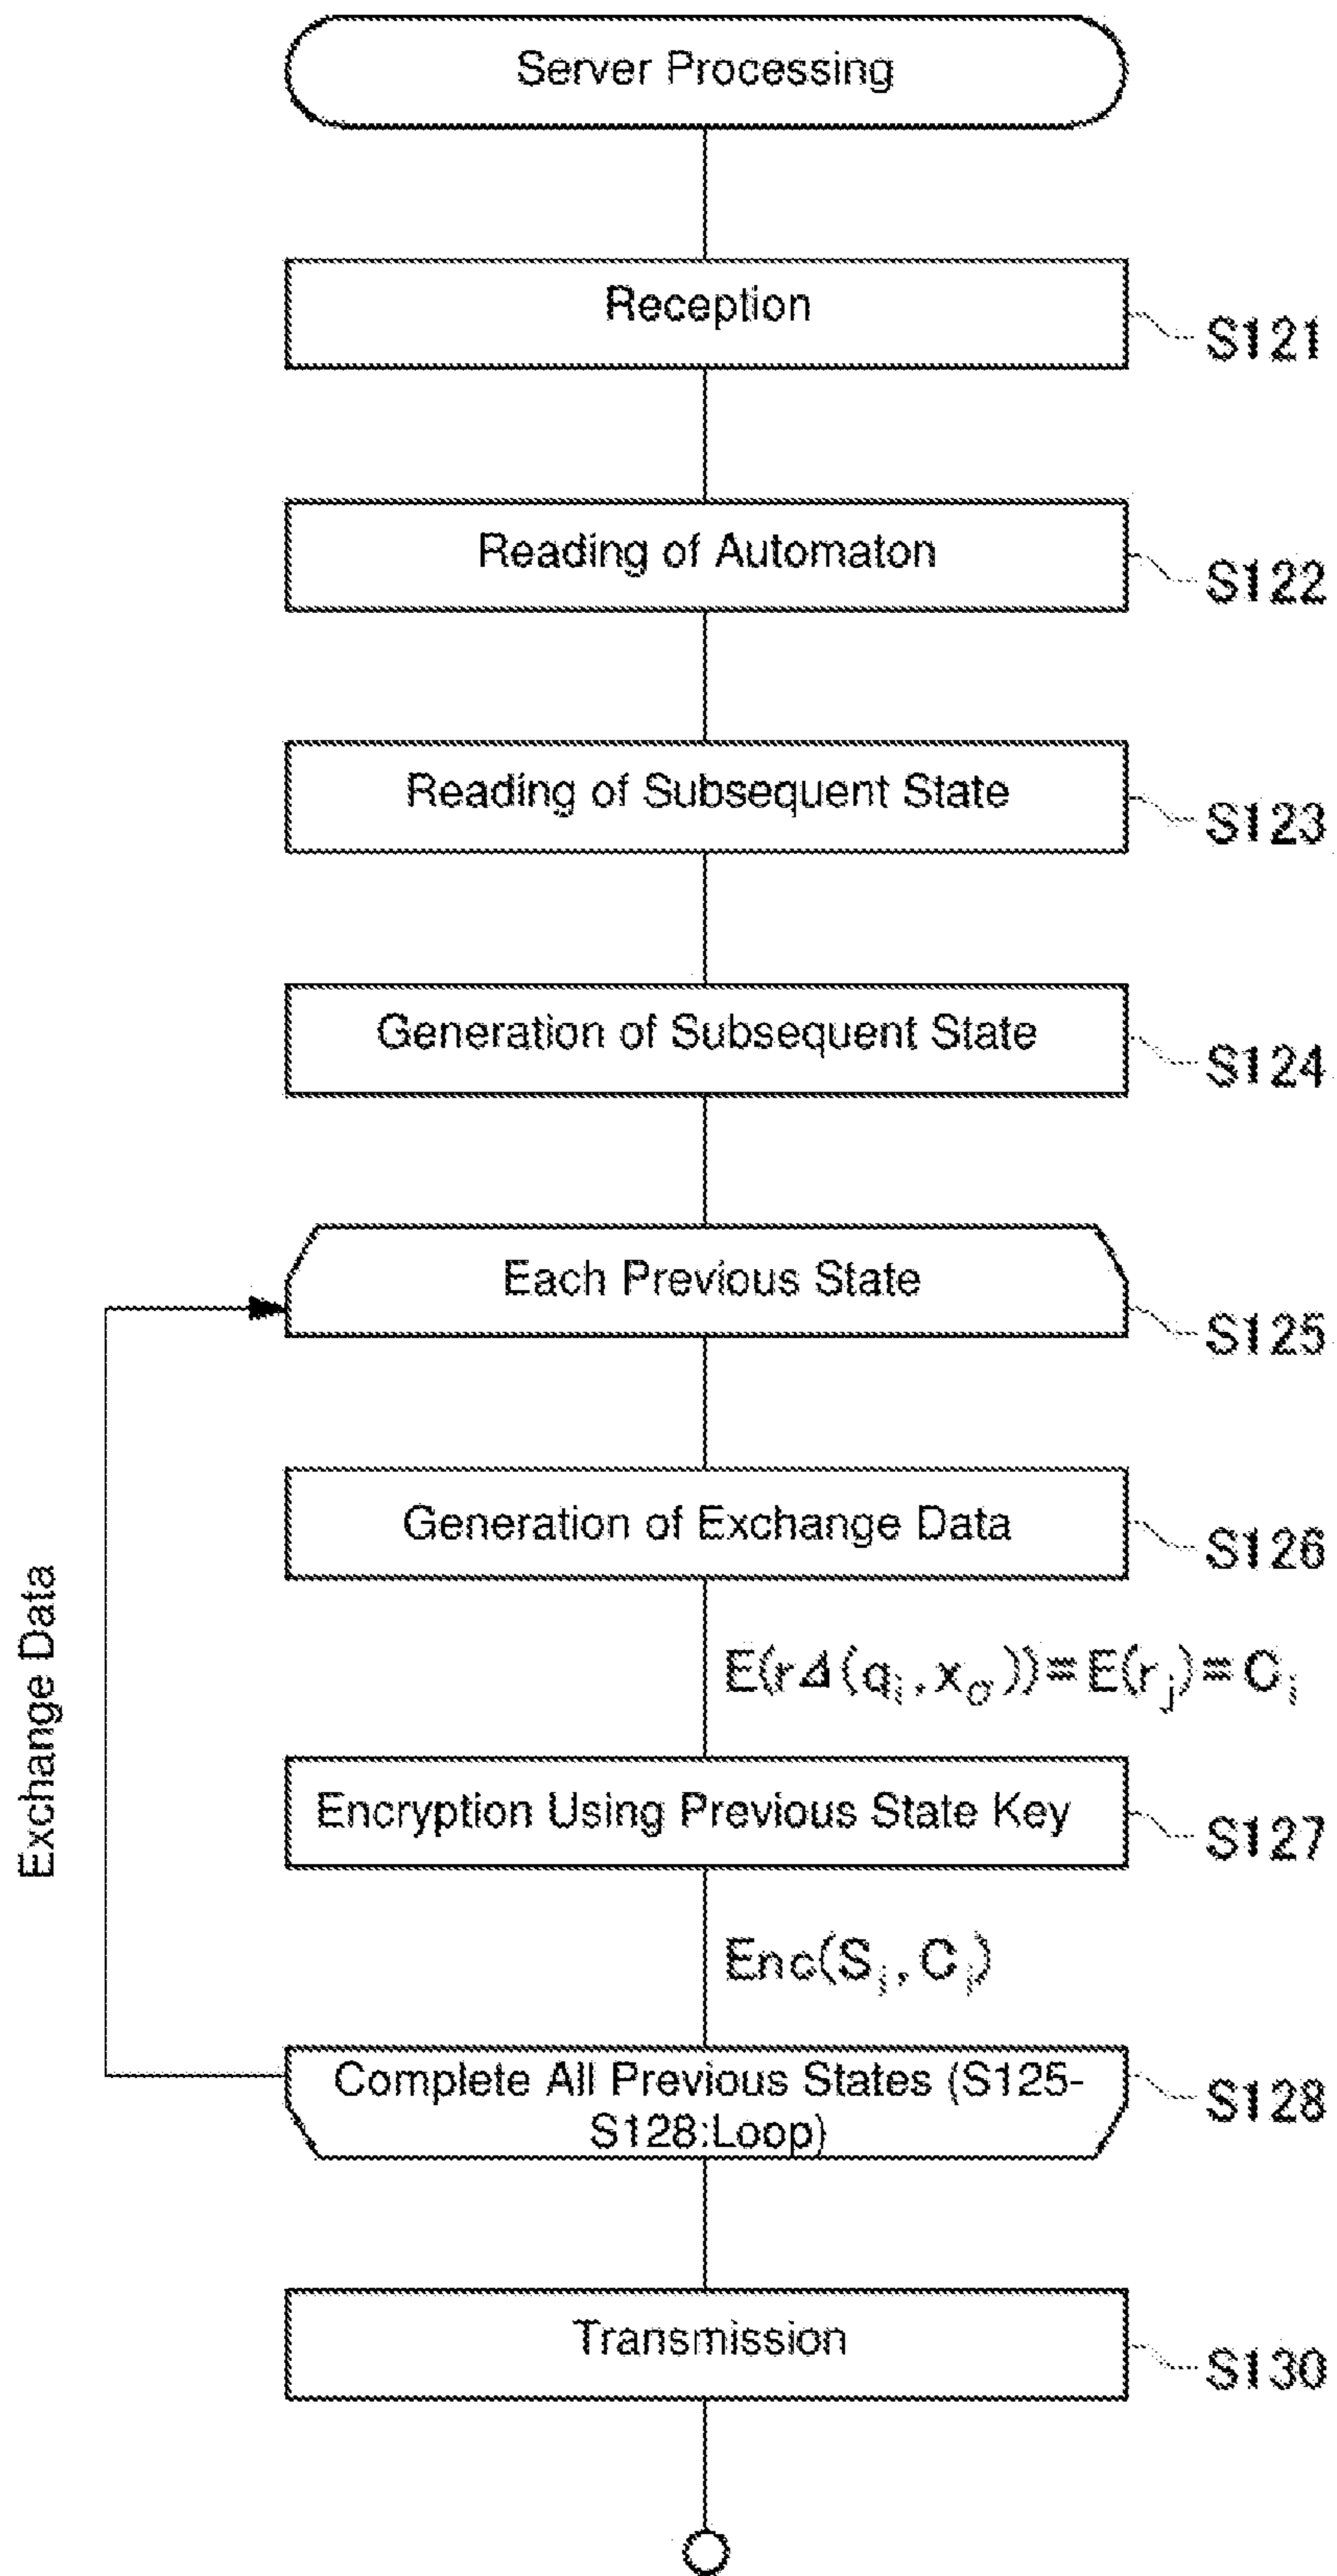 Server Processing
Reception
S121
Reading of Automaton
S122
Reading of Subsequent State
S123
Generation of Subsequent State
S124
Each Previous State
S125
Generation of Exchange Data
S126
Exchange Data
E(rΔ(qᵢ,x_σ))=E(rⱼ)=Cᵢ
Encryption Using Previous State Key
S127
Enc(Sᵢ,Cᵢ)
Complete All Previous States (S125-
S128:Loop)
S128
Transmission
S130